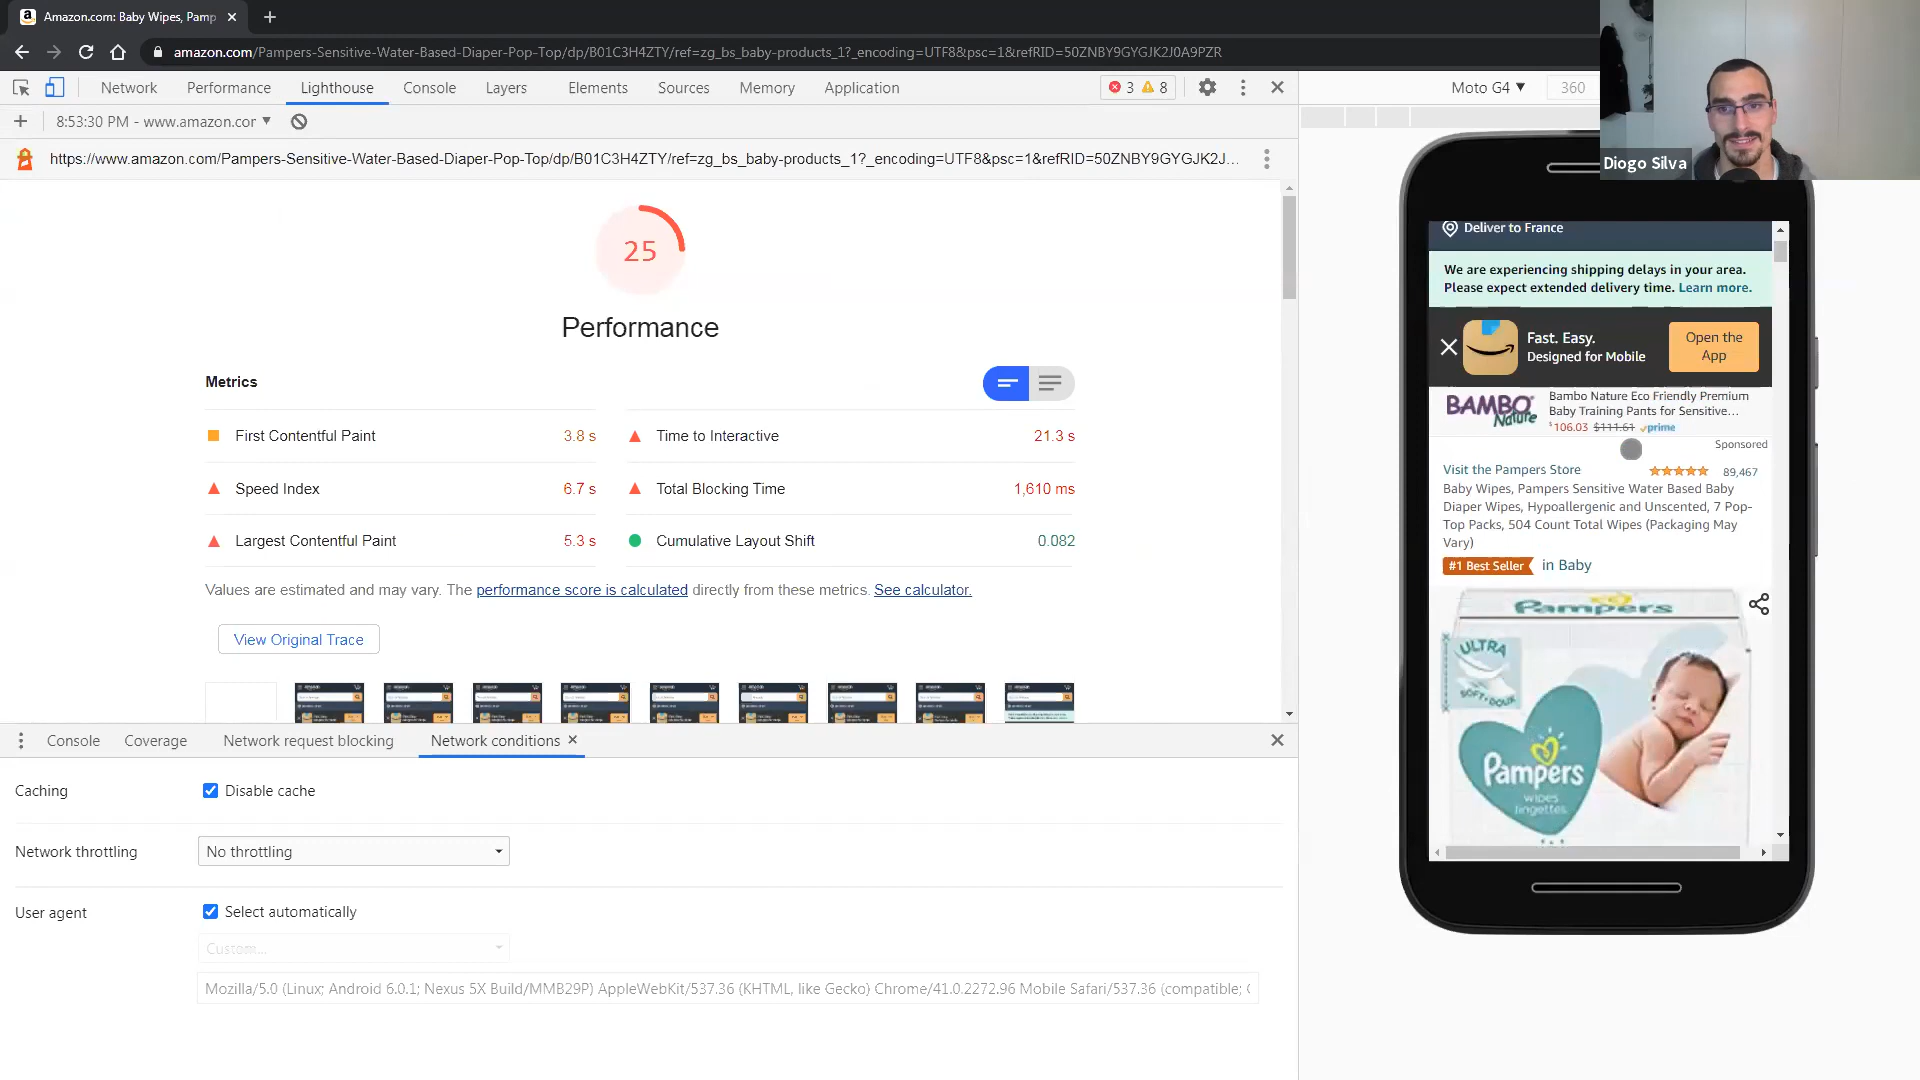 Amazon.com: Baby Wipes, Pamp
amazon.com/Pampers-Sensitive-Water-Based-Diaper-Pop-Top/dp/B01C3H4ZTY/ref=zg_bs_baby-products_1?_encoding=UTF8&psc=1&refRID=50ZNBY9GYGJK2J0A9PZR
Network Performance Lighthouse Console Layers Elements Sources Memory Application 3 8
Moto G4 360
8:53:30 PM - www.amazon.cor
https://www.amazon.com/Pampers-Sensitive-Water-Based-Diaper-Pop-Top/dp/B01C3H4ZTY/ref=zg_bs_baby-products_1?_encoding=UTF8&psc=1&refRID=50ZNBY9GYGJK2J...
Diogo Silva
25
Performance
Metrics
First Contentful Paint 3.8 s
Time to Interactive 21.3 s
Speed Index 6.7 s
Total Blocking Time 1,610 ms
Largest Contentful Paint 5.3 s
Cumulative Layout Shift 0.082
Values are estimated and may vary. The performance score is calculated directly from these metrics. See calculator.
View Original Trace
Console Coverage Network request blocking Network conditions
Caching Disable cache
Network throttling No throttling
User agent Select automatically
Custom...
Mozilla/5.0 (Linux; Android 6.0.1; Nexus 5X Build/MMB29P) AppleWebKit/537.36 (KHTML, like Gecko) Chrome/41.0.2272.96 Mobile Safari/537.36 (compatible;
Deliver to France
We are experiencing shipping delays in your area.
Please expect extended delivery time. Learn more.
Fast. Easy.
Designed for Mobile
Open the
App
BAMBO
Nature
Bambo Nature Eco Friendly Premium
Baby Training Pants for Sensitive...
$106.03 $111.61 prime
Sponsored
Visit the Pampers Store 89,467
Baby Wipes, Pampers Sensitive Water Based Baby
Diaper Wipes, Hypoallergenic and Unscented, 7 Pop-
Top Packs, 504 Count Total Wipes (Packaging May
Vary)
#1 Best Seller in Baby
Pampers
ULTRA
SOFT•DOUX
Pampers
wipes
lingettes